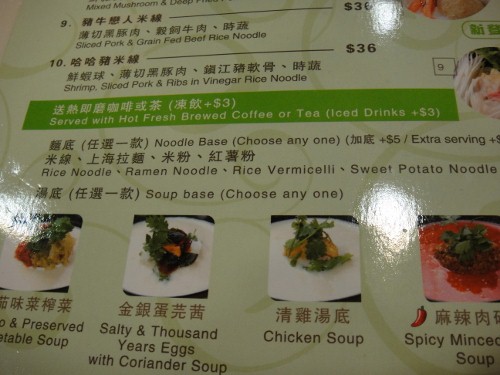 Mixed Mushroom & Deep Fried
9. 豬牛戀人米線 $36
薄切黑豚肉、穀飼牛肉、時蔬
Sliced Pork & Grain Fed Beef Rice Noodle
10. 哈哈豬米線 $36
鮮蝦球、薄切黑豚肉、鎮江豬軟骨、時蔬
Shrimp, Sliced Pork & Ribs in Vinegar Rice Noodle
9
送熱即磨咖啡或茶 (凍飲+$3)
Served with Hot Fresh Brewed Coffee or Tea (Iced Drinks +$3)
麵底 (任選一款) Noodle Base (Choose any one) (加底 +$5 / Extra serving +
米線、上海拉麵、米粉、紅薯粉
Rice Noodle、Ramen Noodle、Rice Vermicelli、Sweet Potato Noodle
湯底 (任選一款) Soup base (Choose any one)
茄味菜榨菜
& Preserved
etable Soup
金銀蛋芫茜
Salty & Thousand
Years Eggs
with Coriander Soup
清雞湯底
Chicken Soup
麻辣肉碎
Spicy Minced
Soup